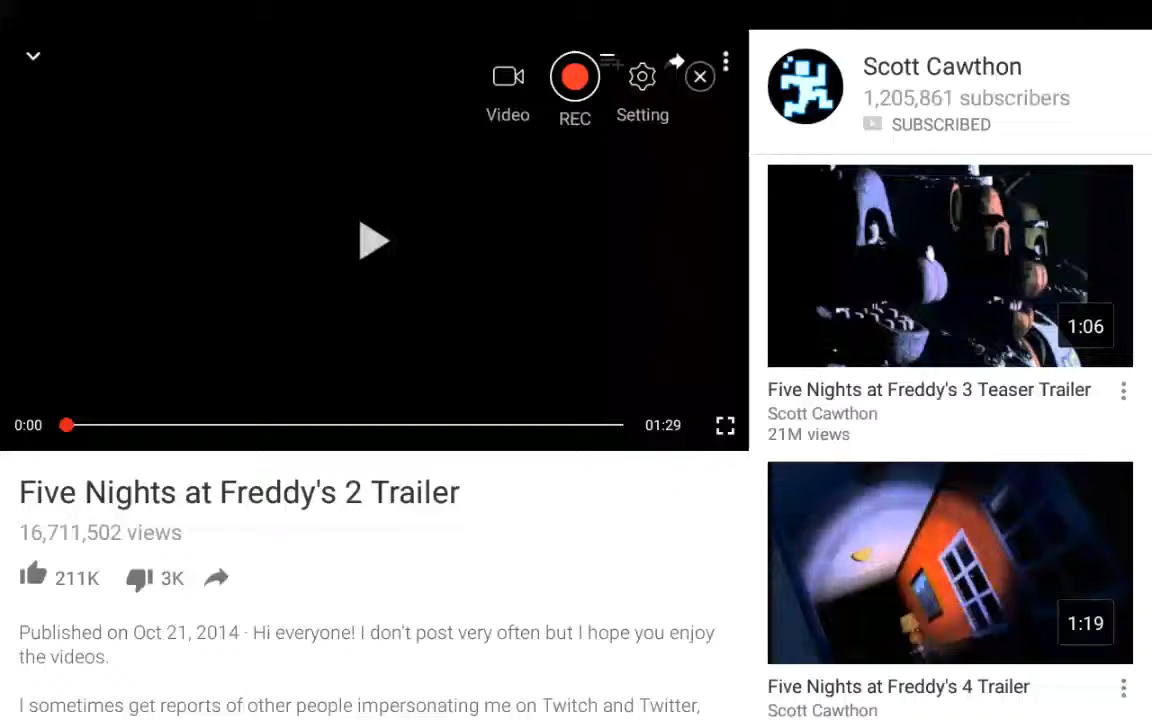 Video
REC
Setting
0:00
01:29
Five Nights at Freddy's 2 Trailer
16,711,502 views
211K
3K
Published on Oct 21, 2014 · Hi everyone! I don't post very often but I hope you enjoy
the videos.
I sometimes get reports of other people impersonating me on Twitch and Twitter,
Scott Cawthon
1,205,861 subscribers
SUBSCRIBED
1:06
Five Nights at Freddy's 3 Teaser Trailer
Scott Cawthon
21M views
1:19
Five Nights at Freddy's 4 Trailer
Scott Cawthon